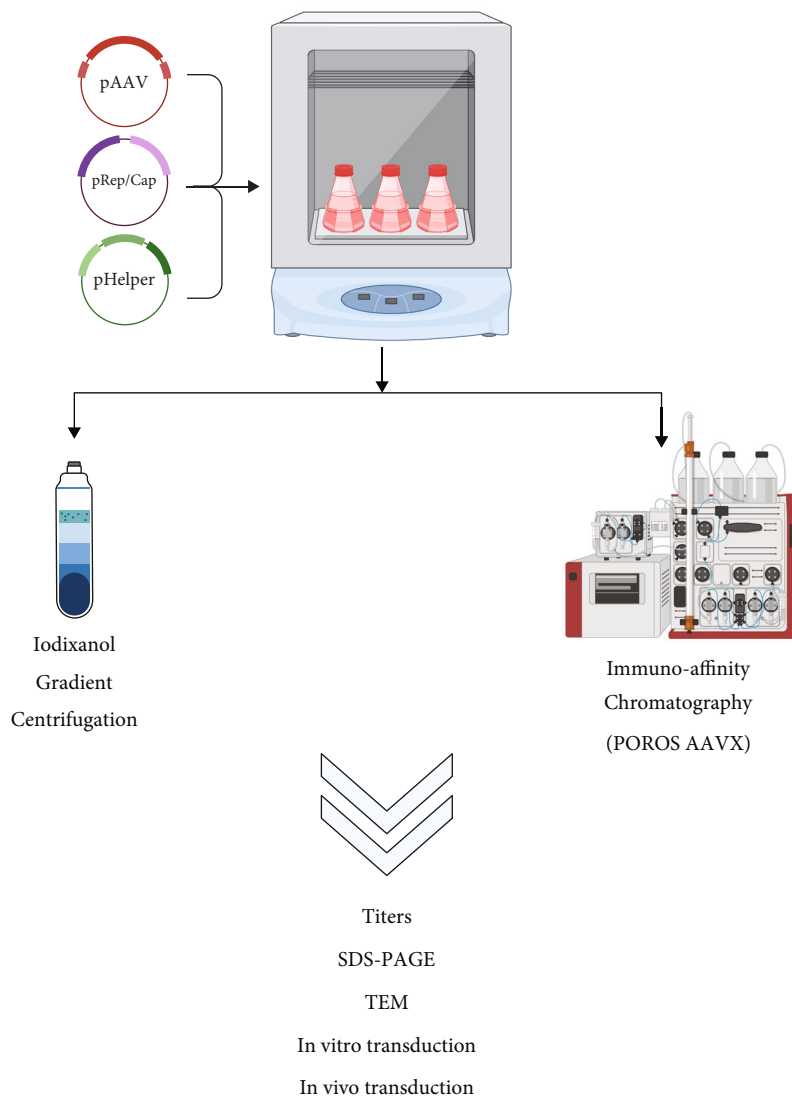 pAAV
pRep/Cap
pHelper
Iodixanol
Gradient
Centrifugation
Immuno-affinity
Chromatography
(POROS AAVX)
Titers
SDS-PAGE
TEM
In vitro transduction
In vivo transduction